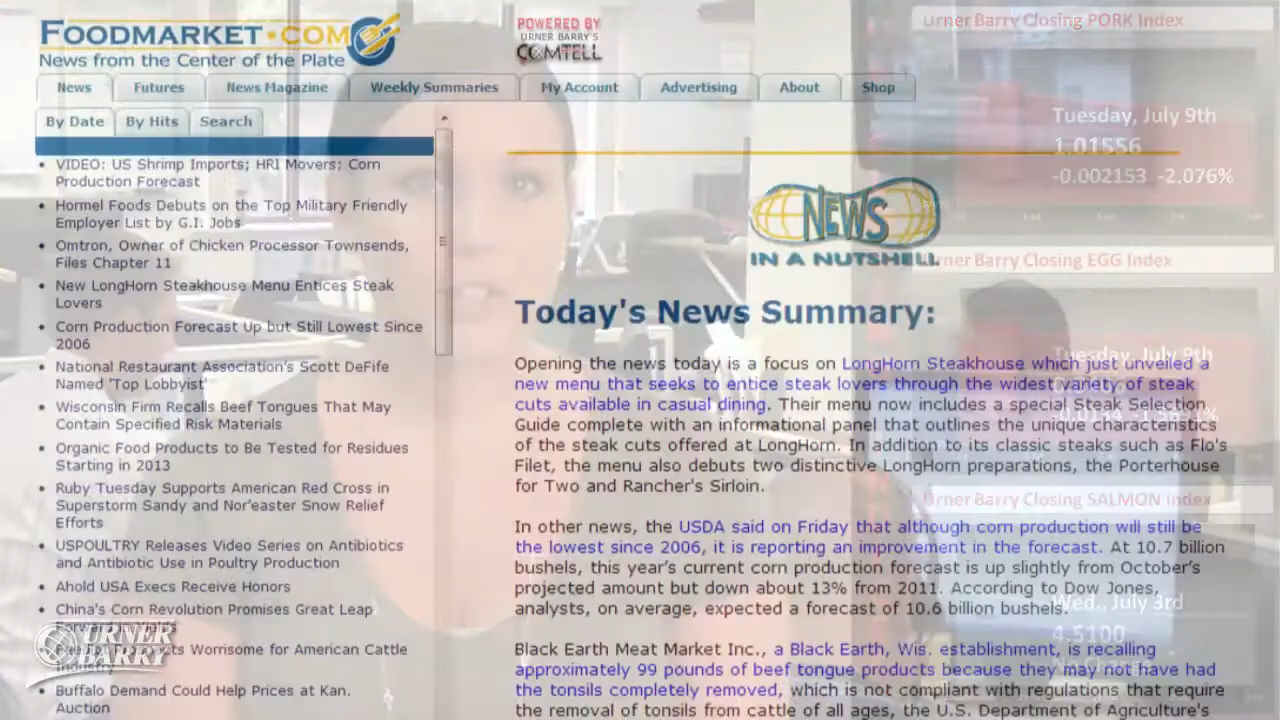 FOODMARKET·COM
News from the Center of the Plate
POWERED BY
URNER BARRY'S
COMTELL
News
Futures
News Magazine
Weekly Summaries
My Account
Advertising
About
Shop
By Date
By Hits
Search
VIDEO: US Shrimp Imports; HRI Movers; Corn
Production Forecast
Hormel Foods Debuts on the Top Military Friendly
Employer List by G.I. Jobs
Omtron, Owner of Chicken Processor Townsends,
Files Chapter 11
New LongHorn Steakhouse Menu Entices Steak
Lovers
Corn Production Forecast Up but Still Lowest Since
2006
National Restaurant Association's Scott DeFife
Named 'Top Lobbyist'
Wisconsin Firm Recalls Beef Tongues That May
Contain Specified Risk Materials
Organic Food Products to Be Tested for Residues
Starting in 2013
Ruby Tuesday Supports American Red Cross in
Superstorm Sandy and Nor'easter Snow Relief
Efforts
USPOULTRY Releases Video Series on Antibiotics
and Antibiotic Use in Poultry Production
Ahold USA Execs Receive Honors
China's Corn Revolution Promises Great Leap
Worrisome for American Cattle
Industry
Buffalo Demand Could Help Prices at Kan.
Auction
URNER
BARRY
NEWS
IN A NUTSHELL
Today's News Summary:
Opening the news today is a focus on LongHorn Steakhouse which just unveiled a
new menu that seeks to entice steak lovers through the widest variety of steak
cuts available in casual dining. Their menu now includes a special Steak Selection
Guide complete with an informational panel that outlines the unique characteristics
of the steak cuts offered at LongHorn. In addition to its classic steaks such as Flo's
Filet, the menu also debuts two distinctive LongHorn preparations, the Porterhouse
for Two and Rancher's Sirloin.
In other news, the USDA said on Friday that although corn production will still be
the lowest since 2006, it is reporting an improvement in the forecast. At 10.7 billion
bushels, this year's current corn production forecast is up slightly from October's
projected amount but down about 13% from 2011. According to Dow Jones,
analysts, on average, expected a forecast of 10.6 billion bushels.
Black Earth Meat Market Inc., a Black Earth, Wis. establishment, is recalling
approximately 99 pounds of beef tongue products because they may not have had
the tonsils completely removed, which is not compliant with regulations that require
the removal of tonsils from cattle of all ages, the U.S. Department of Agriculture's
Urner Barry Closing PORK Index
Tuesday, July 9th
1.01556
-0.002153 -2.076%
Urner Barry Closing EGG Index
Tuesday, July 9th
Urner Barry Closing SALMON Index
Wed., July 3rd
4.5100